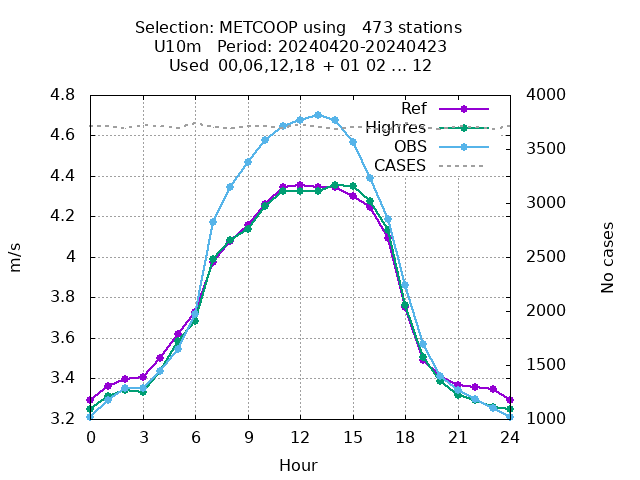 Selection: METCOOP using   473 stations
U10m   Period: 20240420-20240423
Used  00,06,12,18 + 01 02 ... 12
4.8
4.6
4.4
4.2
4
3.8
3.6
3.4
3.2
4000
3500
3000
2500
2000
1500
1000
Ref
Highres
OBS
CASES
m/s
No cases
0 3 6 9 12 15 18 21 24
Hour